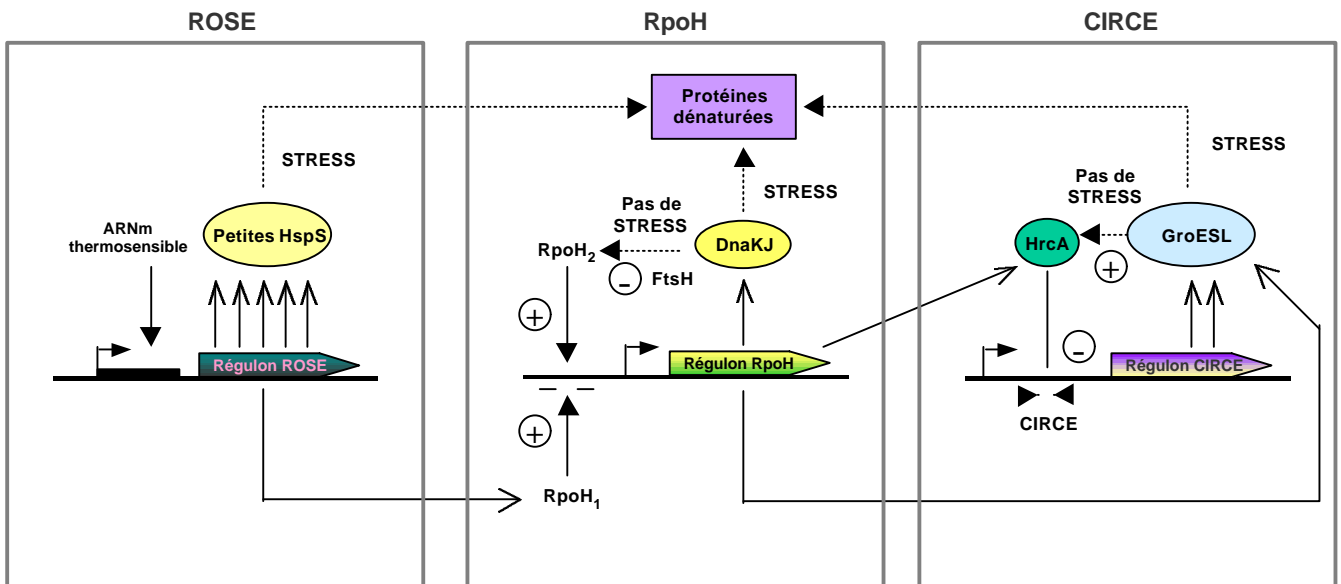 ROSE
RpoH
CIRCE
Protéines
dénaturées
STRESS
STRESS
STRESS
Pas de
STRESS
Pas de
STRESS
ARNm
thermosensible
Petites HspS
RpoH2
DnaKJ
HrcA
GroESL
-
FtsH
+
+
-
Régulon ROSE
Régulon RpoH
Régulon CIRCE
+
CIRCE
RpoH1